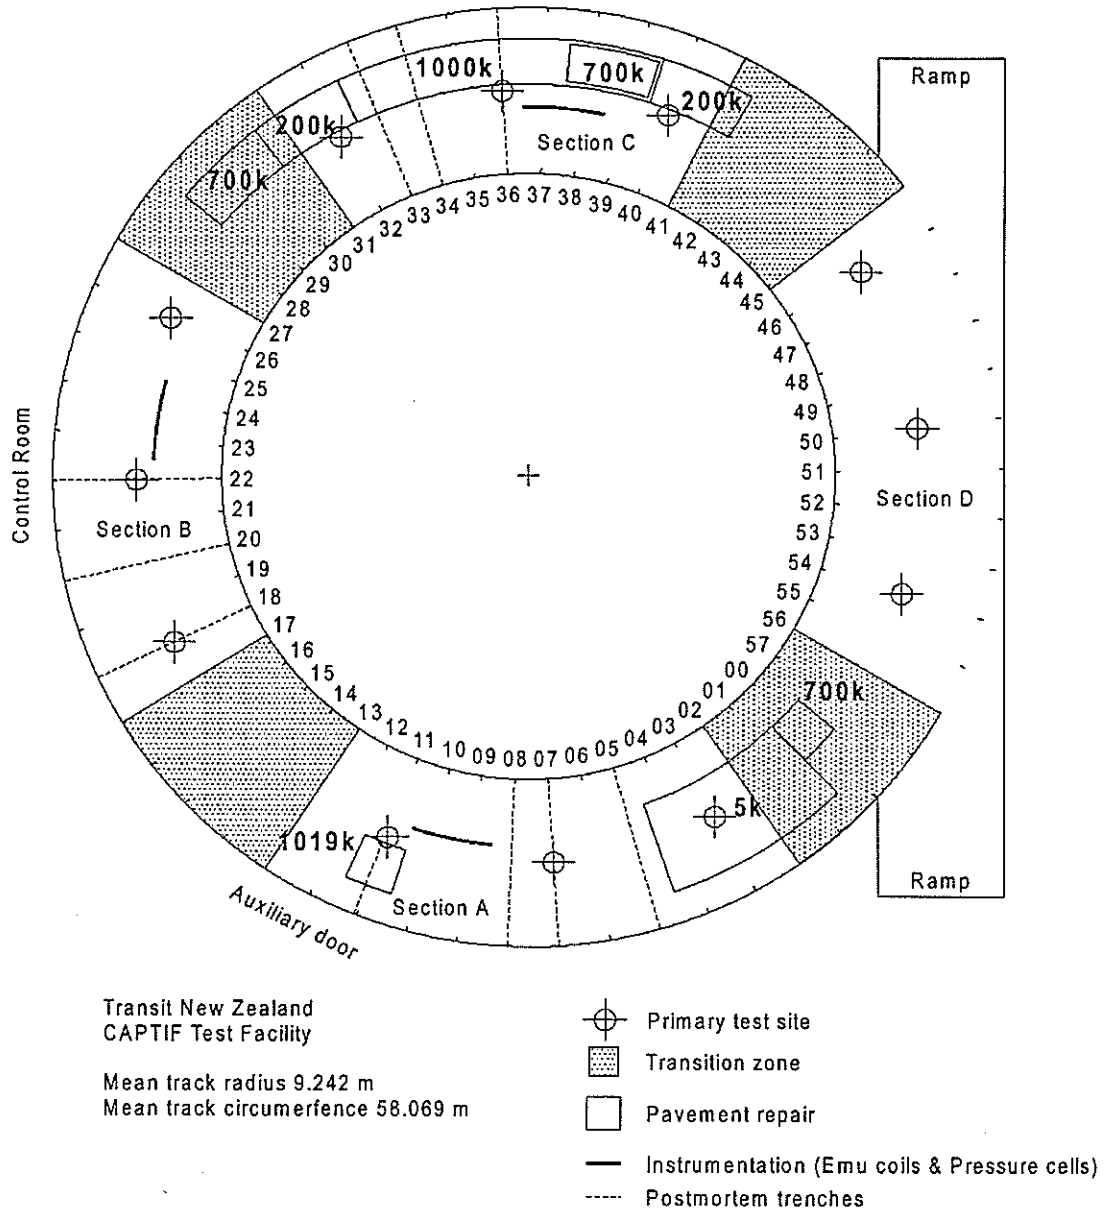 Ramp
1000k
700k
200k
200k
Section C
700k
36
37
38
39
40
41
42
43
44
45
46
47
48
49
50
51
52
53
54
55
56
57
00
01
02
03
04
05
06
07
08
09
10
11
12
13
14
15
16
17
18
19
20
21
22
23
24
25
26
27
28
29
30
31
32
33
34
35
Control Room
Section B
Section D
700k
5k
1019k
Section A
Auxiliary door
Ramp
Transit New Zealand
CAPTIF Test Facility
Mean track radius 9.242 m
Mean track circumerfence 58.069 m
Primary test site
Transition zone
Pavement repair
Instrumentation (Emu coils & Pressure cells)
Postmortem trenches